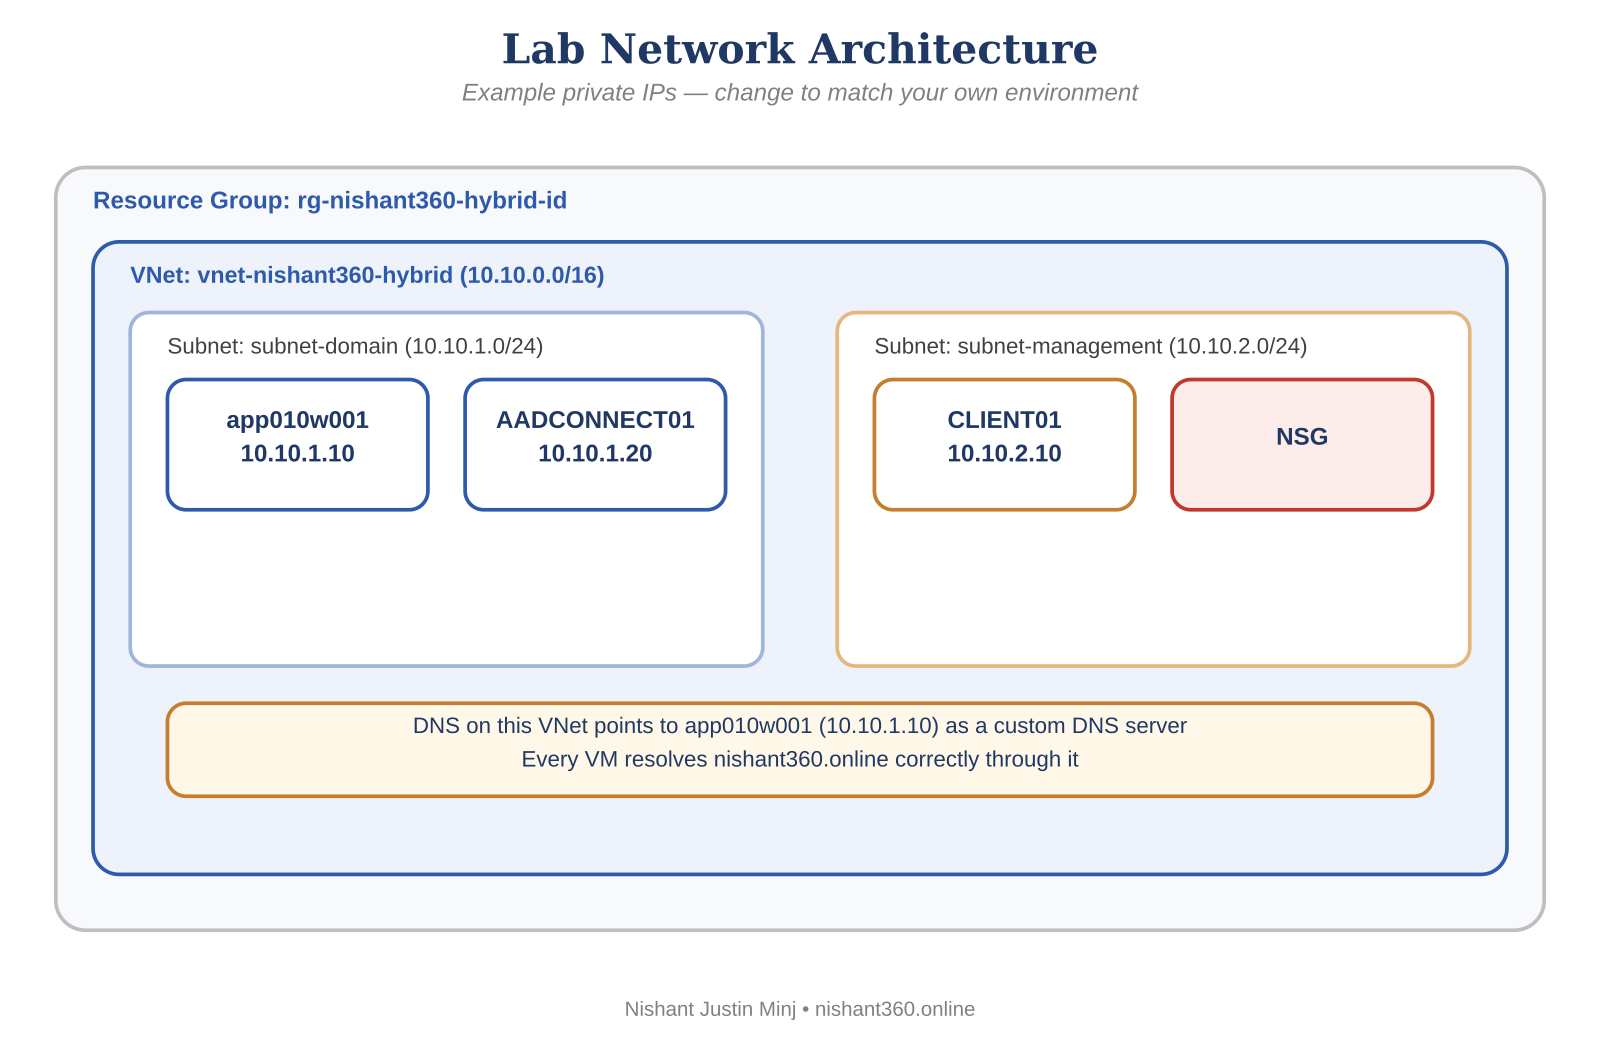 Lab Network Architecture
Example private IPs — change to match your own environment
Resource Group: rg-nishant360-hybrid-id
VNet: vnet-nishant360-hybrid (10.10.0.0/16)
Subnet: subnet-domain (10.10.1.0/24)
app010w001
10.10.1.10
AADCONNECT01
10.10.1.20
Subnet: subnet-management (10.10.2.0/24)
CLIENT01
10.10.2.10
NSG
DNS on this VNet points to app010w001 (10.10.1.10) as a custom DNS server
Every VM resolves nishant360.online correctly through it
Nishant Justin Minj • nishant360.online